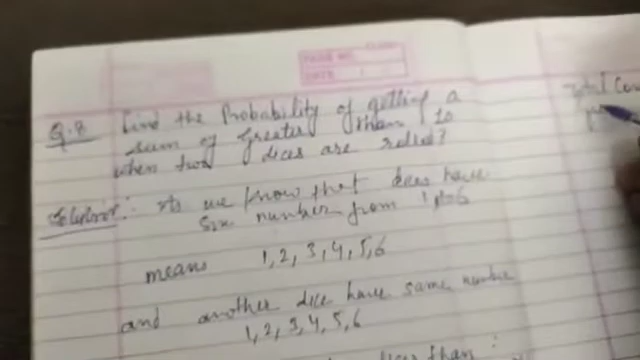 PAGE NO.
DATE
Q.8 Find the Probability of getting a
sum of greater than 10
when two dices are rolled?
Solution: As we know that dices have
six number from 1 to 6
means 1,2,3,4,5,6
and another dice have same number
1,2,3,4,5,6
dices than: